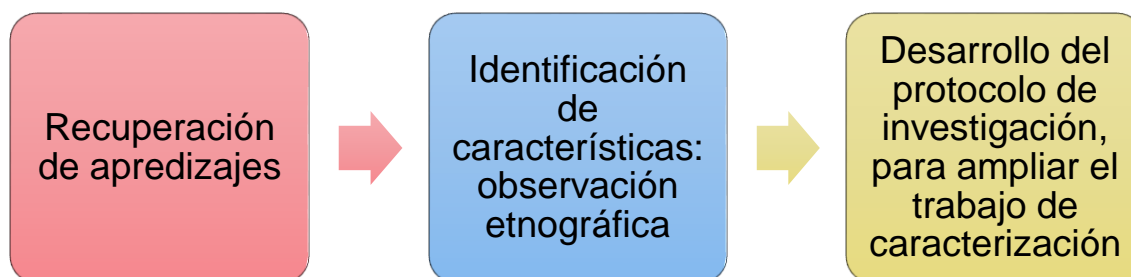 Recuperación
de apredizajes
Identificación
de
características:
observación
etnográfica
Desarrollo del
protocolo de
investigación,
para ampliar el
trabajo de
caracterización